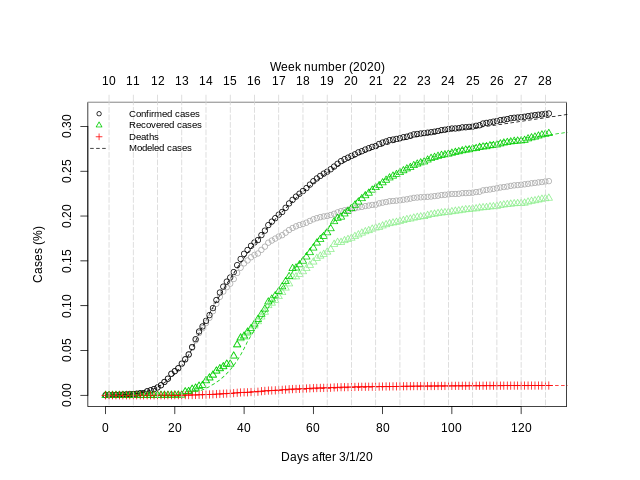 Week number (2020)
10 11 12 13 14 15 16 17 18 19 20 21 22 23 24 25 26 27 28
Confirmed cases
Recovered cases
Deaths
Modeled cases
Cases (%)
0.30
0.25
0.20
0.15
0.10
0.05
0.00
0 20 40 60 80 100 120
Days after 3/1/20